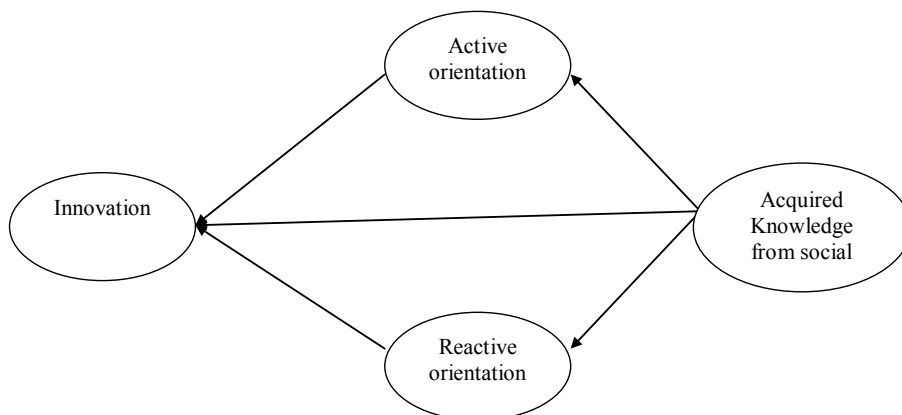 Active
orientation
Innovation
Acquired
Knowledge
from social
Reactive
orientation